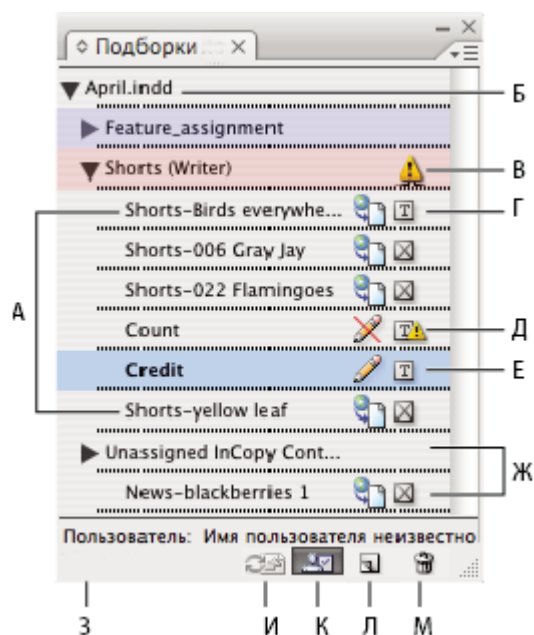 Подборки
April.indd Б
Feature_assignment
Shorts (Writer) В
Shorts-Birds everywhe... Г
Shorts-006 Gray Jay
Shorts-022 Flamingoes
А
Count Д
Credit Е
Shorts-yellow leaf
Unassigned InCopy Cont...
Ж
News-blackberries 1
Пользователь: Имя пользователя неизвестно
З И К Л М